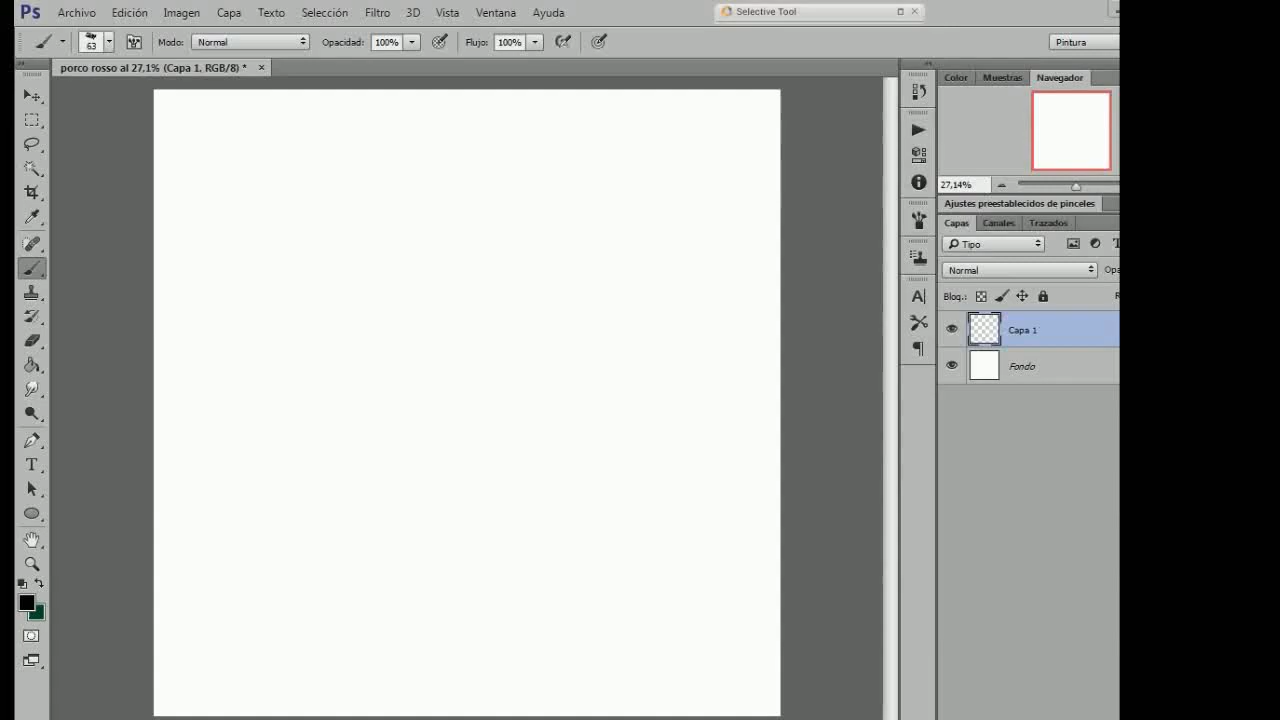 Ps Archivo Edición Imagen Capa Texto Selección Filtro 3D Vista Ventana Ayuda
Selective Tool
63 Modo: Normal Opacidad: 100% Flujo: 100% Pintura
porco rosso al 27,1% (Capa 1, RGB/8) * ×
Color Muestras Navegador
27,14%
Ajustes preestablecidos de pinceles
Capas Canales Trazados
Tipo
Normal Opa
Bloq.: R
Capa 1
Fondo